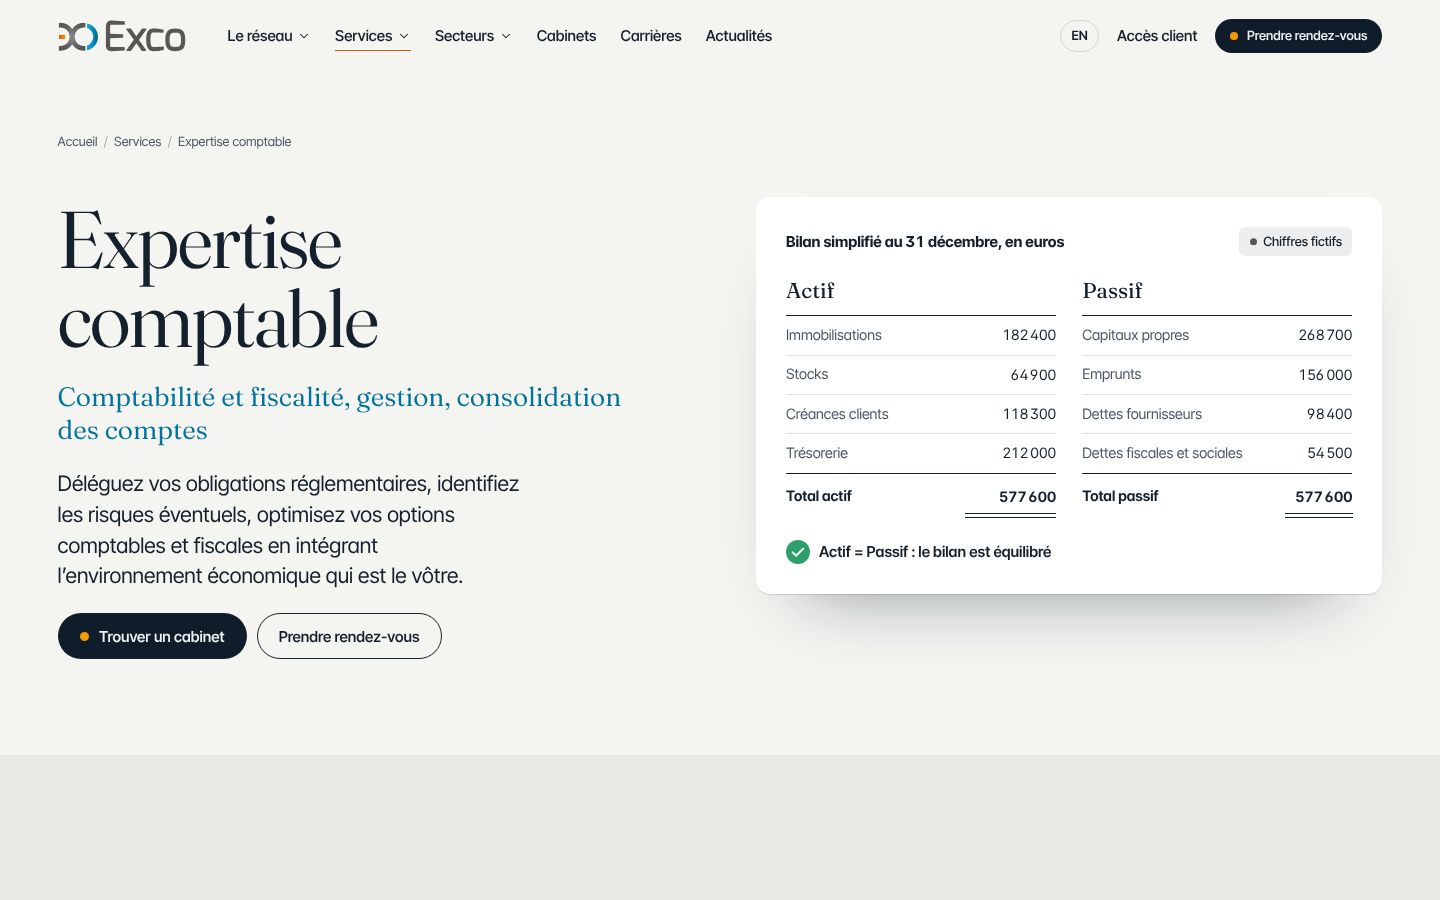 Exco
Le réseau
Services
Secteurs
Cabinets
Carrières
Actualités
EN
Accès client
Prendre rendez-vous
Accueil / Services / Expertise comptable
Expertise
comptable
Comptabilité et fiscalité, gestion, consolidation
des comptes
Déléguez vos obligations réglementaires, identifiez
les risques éventuels, optimisez vos options
comptables et fiscales en intégrant
l’environnement économique qui est le vôtre.
Trouver un cabinet
Prendre rendez-vous
Bilan simplifié au 31 décembre, en euros
Chiffres fictifs
Actif
Immobilisations 182 400
Stocks 64 900
Créances clients 118 300
Trésorerie 212 000
Total actif 577 600
Passif
Capitaux propres 268 700
Emprunts 156 000
Dettes fournisseurs 98 400
Dettes fiscales et sociales 54 500
Total passif 577 600
Actif = Passif : le bilan est équilibré